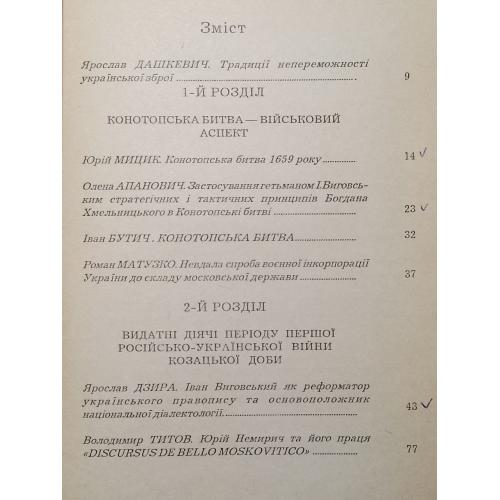 Зміст
Ярослав ДАШКЕВИЧ. Традиції непереможності
української зброї ........................................................ 9
1-Й РОЗДІЛ
КОНОТОПСЬКА БИТВА — ВІЙСЬКОВИЙ
АСПЕКТ
Юрій МИЦИК. Конотопська битва 1659 року .............. 14
Олена АПАНОВИЧ. Застосування гетьманом І.Виговсь-
ким стратегічних і тактичних принципів Богдана
Хмельницького в Конотопські битві ........................... 23
Іван БУТИЧ . КОНОТОПСЬКА БИТВА.................... 32
Роман МАТУЗКО. Невдала спроба воєнної інкорпорації
України до складу московської держави .................. 37
2-Й РОЗДІЛ
ВИДАТНІ ДІЯЧІ ПЕРІОДУ ПЕРШОЇ
РОСІЙСЬКО-УКРАЇНСЬКОЇ ВІЙНИ
КОЗАЦЬКОЇ ДОБИ
Ярослав ДЗИРА. Іван Виговський як реформатор
українського правопису та основоположник
національної діалектології.......................................... 43
Володимир ТИТОВ. Юрій Немирич та його праця
«DISCURSUS DE BELLO MOSKOVITICO» ............... 77